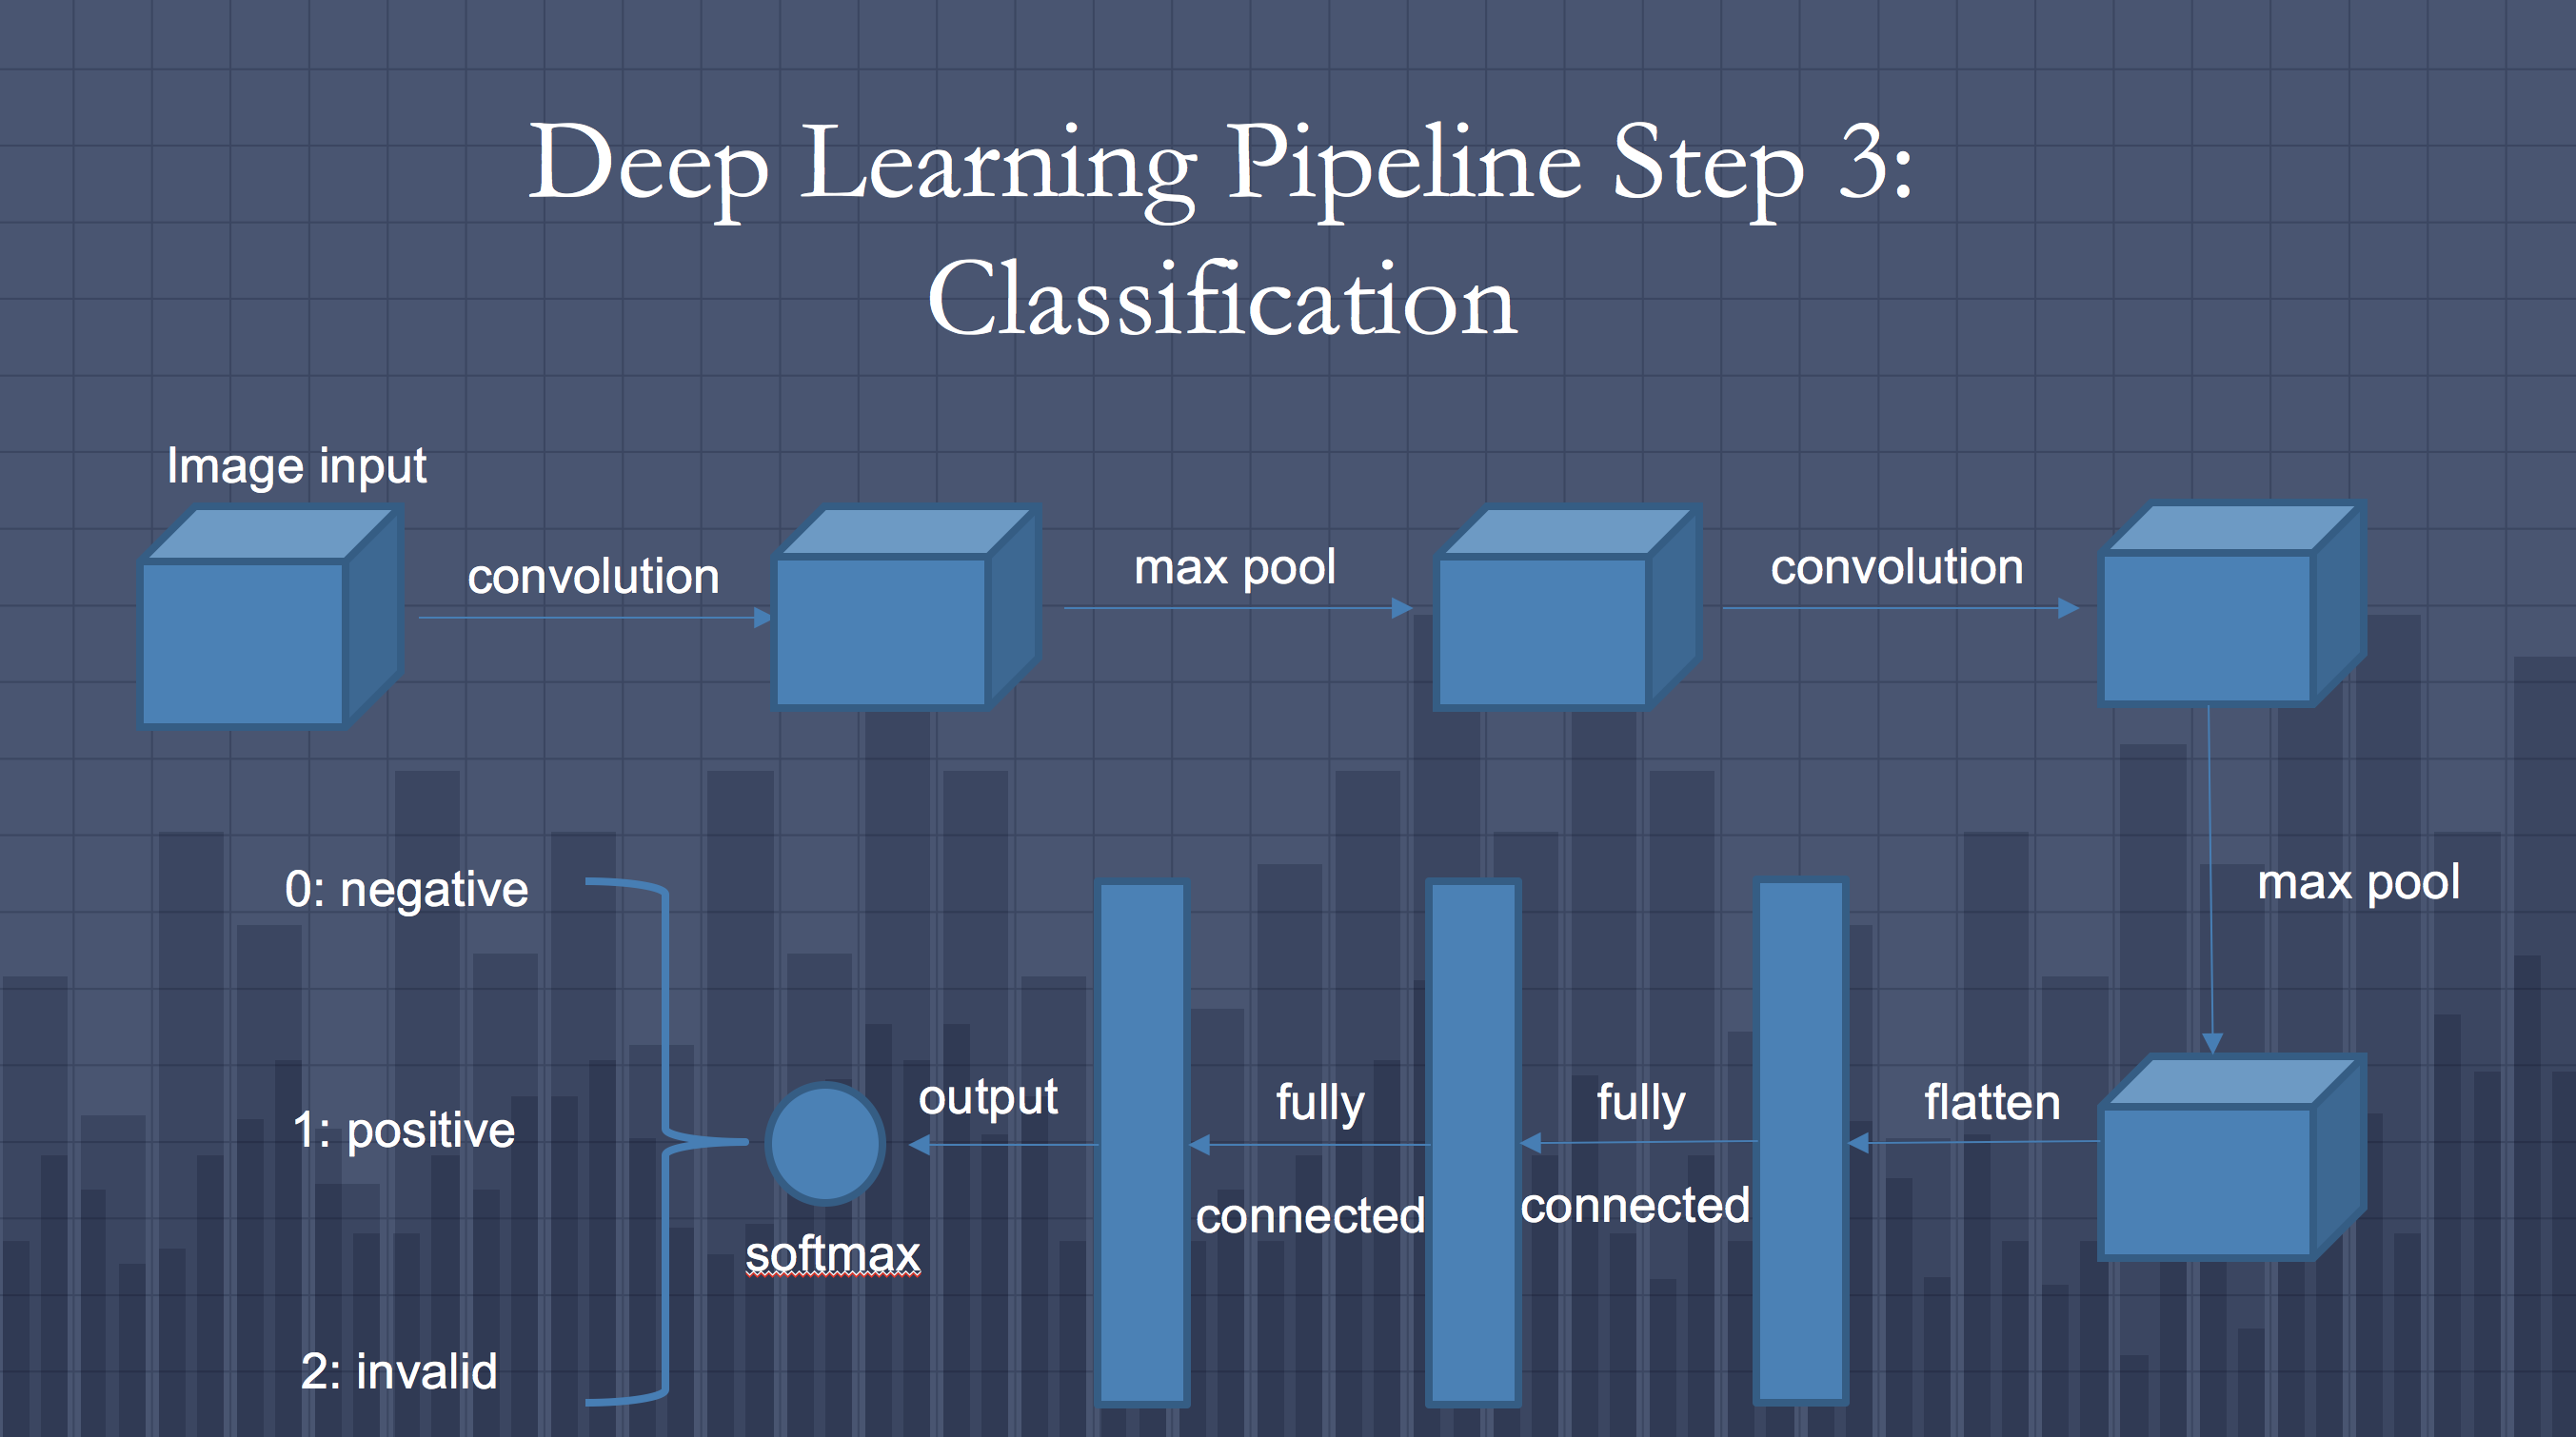 Deep Learning Pipeline Step 3:
Classification
Image input
convolution
max pool
convolution
max pool
flatten
fully
connected
fully
connected
output
softmax
0: negative
1: positive
2: invalid